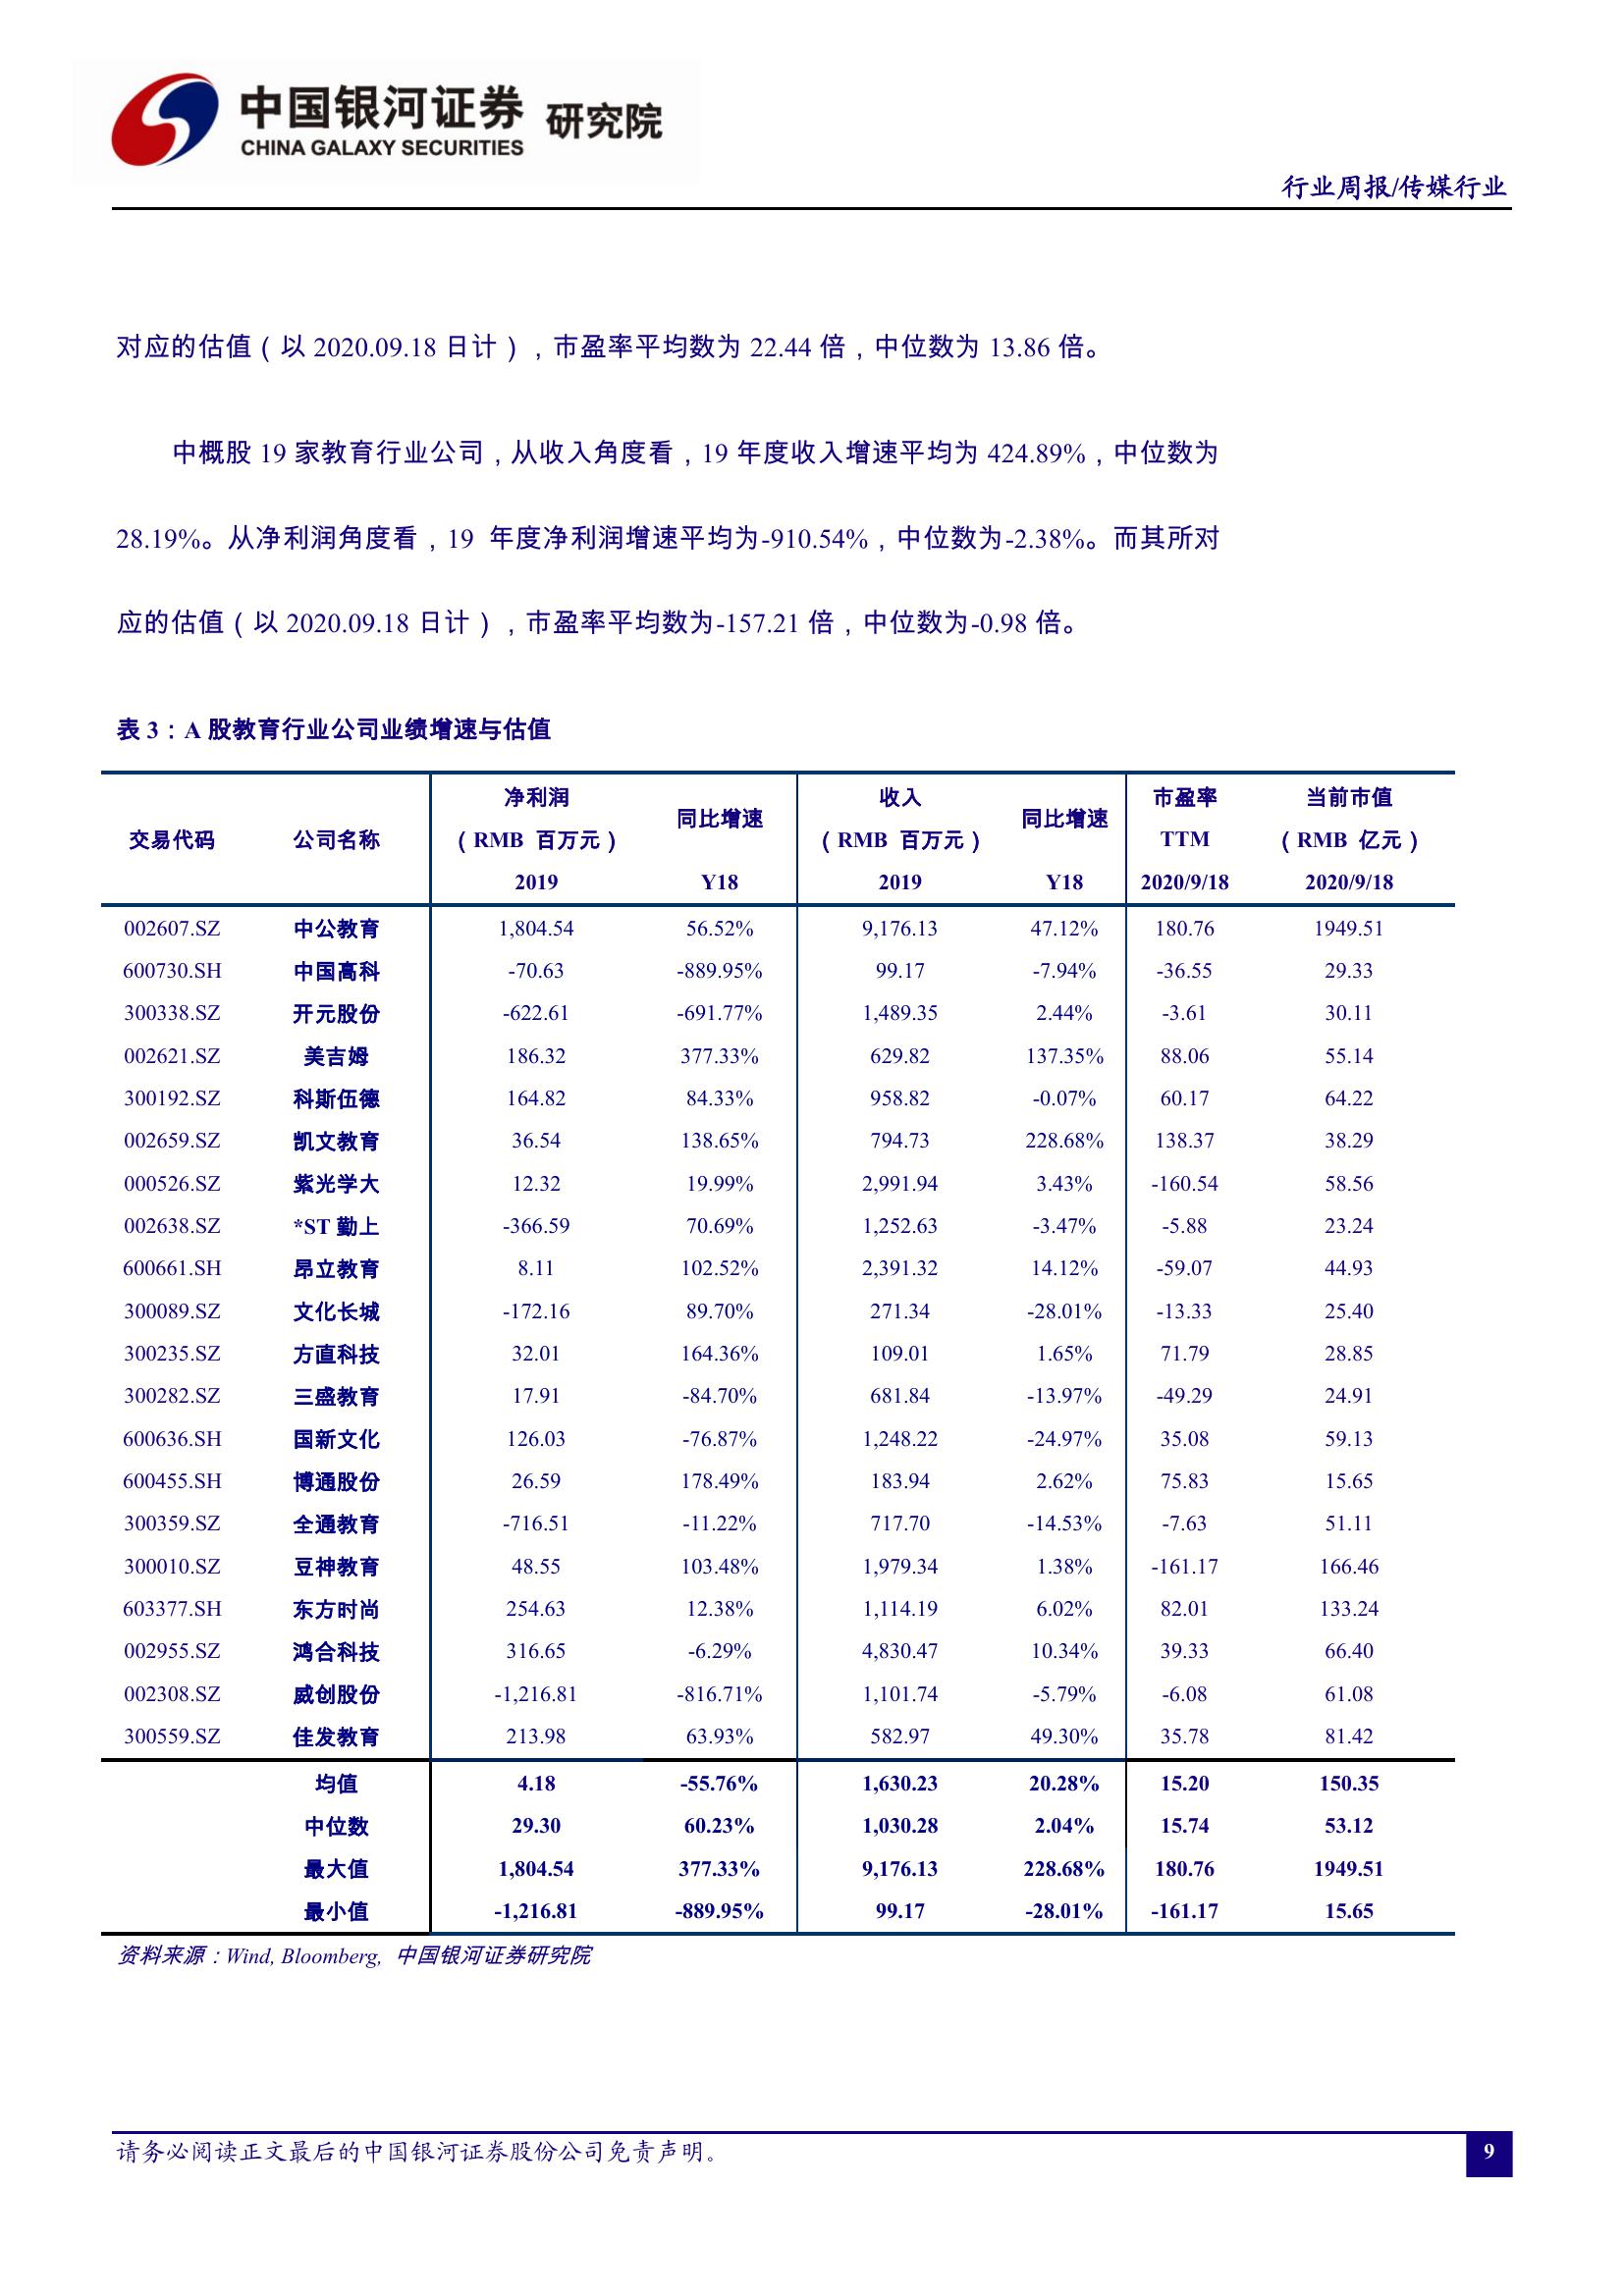 中国银河证券 研究院
CHINA GALAXY SECURITIES
行业周报/传媒行业
对应的估值（以 2020.09.18 日计），市盈率平均数为 22.44 倍，中位数为 13.86 倍。
中概股 19 家教育行业公司，从收入角度看，19 年度收入增速平均为 424.89%，中位数为
28.19%。从净利润角度看，19 年度净利润增速平均为-910.54%，中位数为-2.38%。而其所对
应的估值（以 2020.09.18 日计），市盈率平均数为-157.21 倍，中位数为-0.98 倍。
表 3：A 股教育行业公司业绩增速与估值
净利润 收入 市盈率 当前市值
同比增速 同比增速
交易代码 公司名称 （RMB 百万元） （RMB 百万元） TTM （RMB 亿元）
2019 Y18 2019 Y18 2020/9/18 2020/9/18
002607.SZ 中公教育 1,804.54 56.52% 9,176.13 47.12% 180.76 1949.51
600730.SH 中国高科 -70.63 -889.95% 99.17 -7.94% -36.55 29.33
300338.SZ 开元股份 -622.61 -691.77% 1,489.35 2.44% -3.61 30.11
002621.SZ 美吉姆 186.32 377.33% 629.82 137.35% 88.06 55.14
300192.SZ 科斯伍德 164.82 84.33% 958.82 -0.07% 60.17 64.22
002659.SZ 凯文教育 36.54 138.65% 794.73 228.68% 138.37 38.29
000526.SZ 紫光学大 12.32 19.99% 2,991.94 3.43% -160.54 58.56
002638.SZ *ST 勤上 -366.59 70.69% 1,252.63 -3.47% -5.88 23.24
600661.SH 昂立教育 8.11 102.52% 2,391.32 14.12% -59.07 44.93
300089.SZ 文化长城 -172.16 89.70% 271.34 -28.01% -13.33 25.40
300235.SZ 方直科技 32.01 164.36% 109.01 1.65% 71.79 28.85
300282.SZ 三盛教育 17.91 -84.70% 681.84 -13.97% -49.29 24.91
600636.SH 国新文化 126.03 -76.87% 1,248.22 -24.97% 35.08 59.13
600455.SH 博通股份 26.59 178.49% 183.94 2.62% 75.83 15.65
300359.SZ 全通教育 -716.51 -11.22% 717.70 -14.53% -7.63 51.11
300010.SZ 豆神教育 48.55 103.48% 1,979.34 1.38% -161.17 166.46
603377.SH 东方时尚 254.63 12.38% 1,114.19 6.02% 82.01 133.24
002955.SZ 鸿合科技 316.65 -6.29% 4,830.47 10.34% 39.33 66.40
002308.SZ 威创股份 -1,216.81 -816.71% 1,101.74 -5.79% -6.08 61.08
300559.SZ 佳发教育 213.98 63.93% 582.97 49.30% 35.78 81.42
均值 4.18 -55.76% 1,630.23 20.28% 15.20 150.35
中位数 29.30 60.23% 1,030.28 2.04% 15.74 53.12
最大值 1,804.54 377.33% 9,176.13 228.68% 180.76 1949.51
最小值 -1,216.81 -889.95% 99.17 -28.01% -161.17 15.65
资料来源：Wind, Bloomberg, 中国银河证券研究院
请务必阅读正文最后的中国银河证券股份公司免责声明。 9